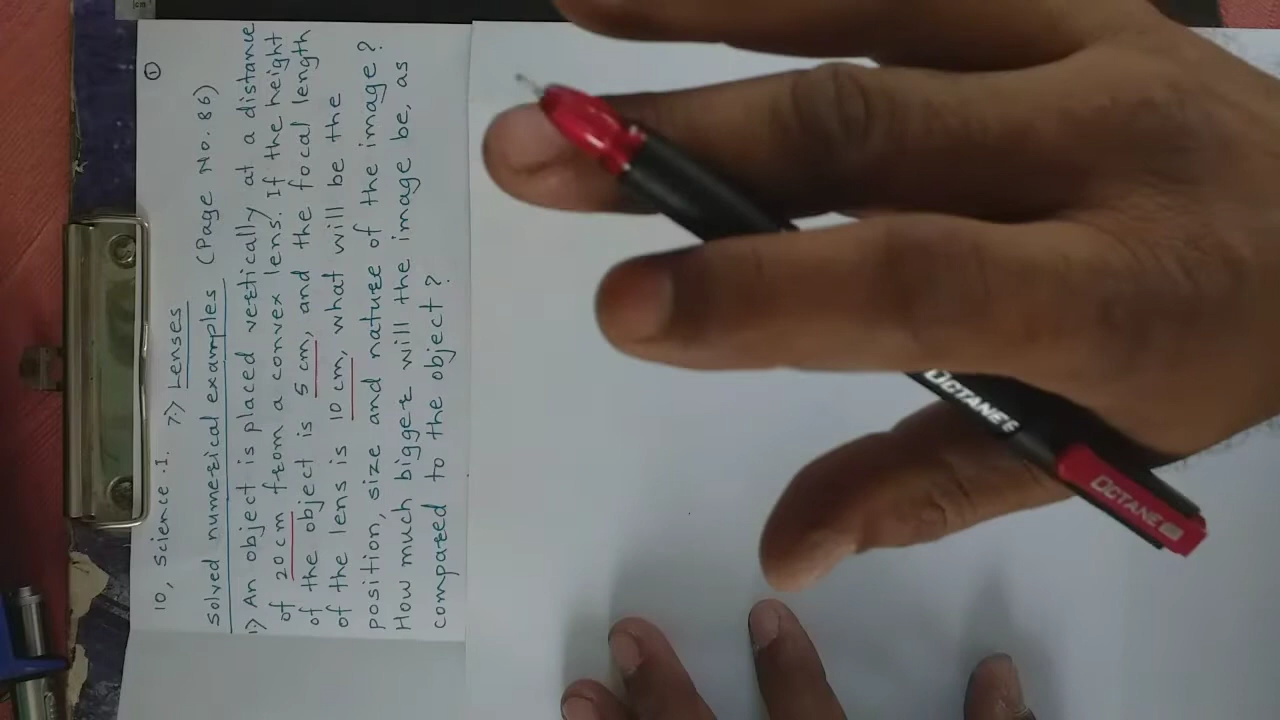 ①
10, Science .I. 7.) Lenses
solved numerical examples (Page No. 86)
1) An object is placed vertically at a distance
of 20 cm from a convex lens. If the height
of the object is 5 cm, and the focal length
of the lens is 10 cm, what will be the
position, size and nature of the image?
How much bigger will the image be, as
compared to the object?
OCTANE
OCTANE